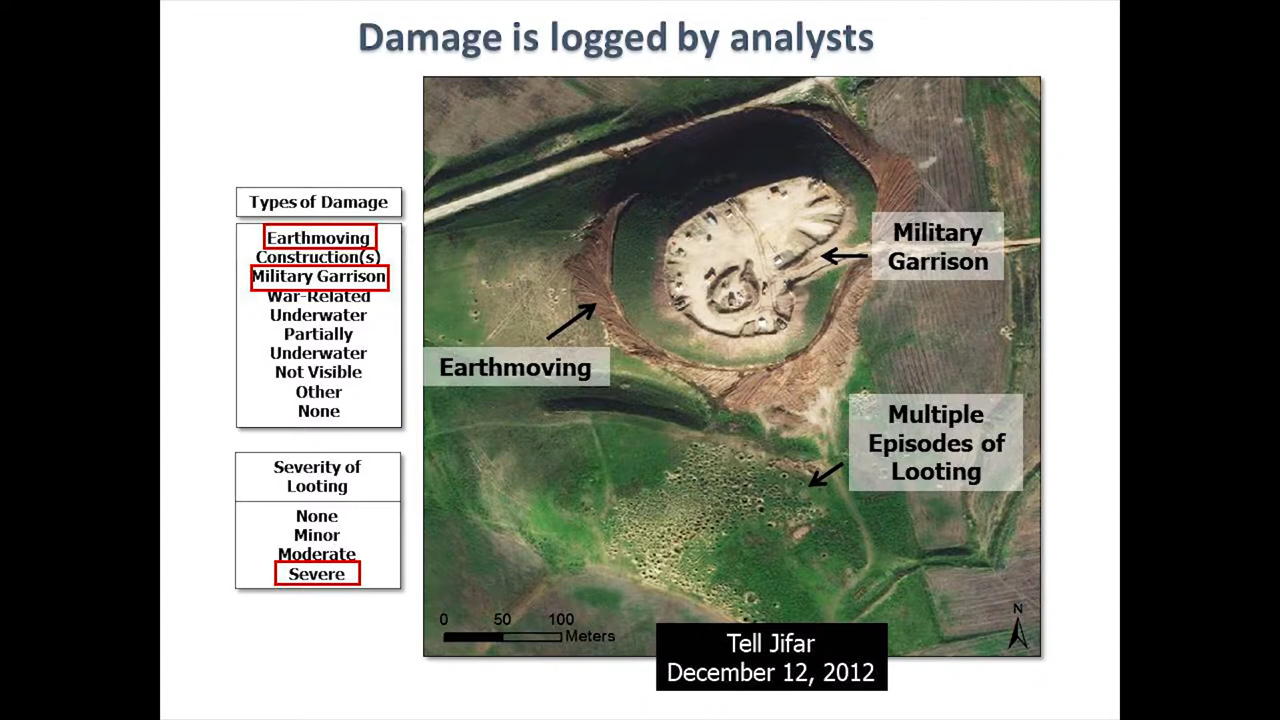 Damage is logged by analysts
Types of Damage
Earthmoving
Construction(s)
Military Garrison
War-Related
Underwater
Partially
Underwater
Not Visible
Other
None
Severity of
Looting
None
Minor
Moderate
Severe
Military
Garrison
Earthmoving
Multiple
Episodes of
Looting
0 50 100
Meters
N
Tell Jifar
December 12, 2012